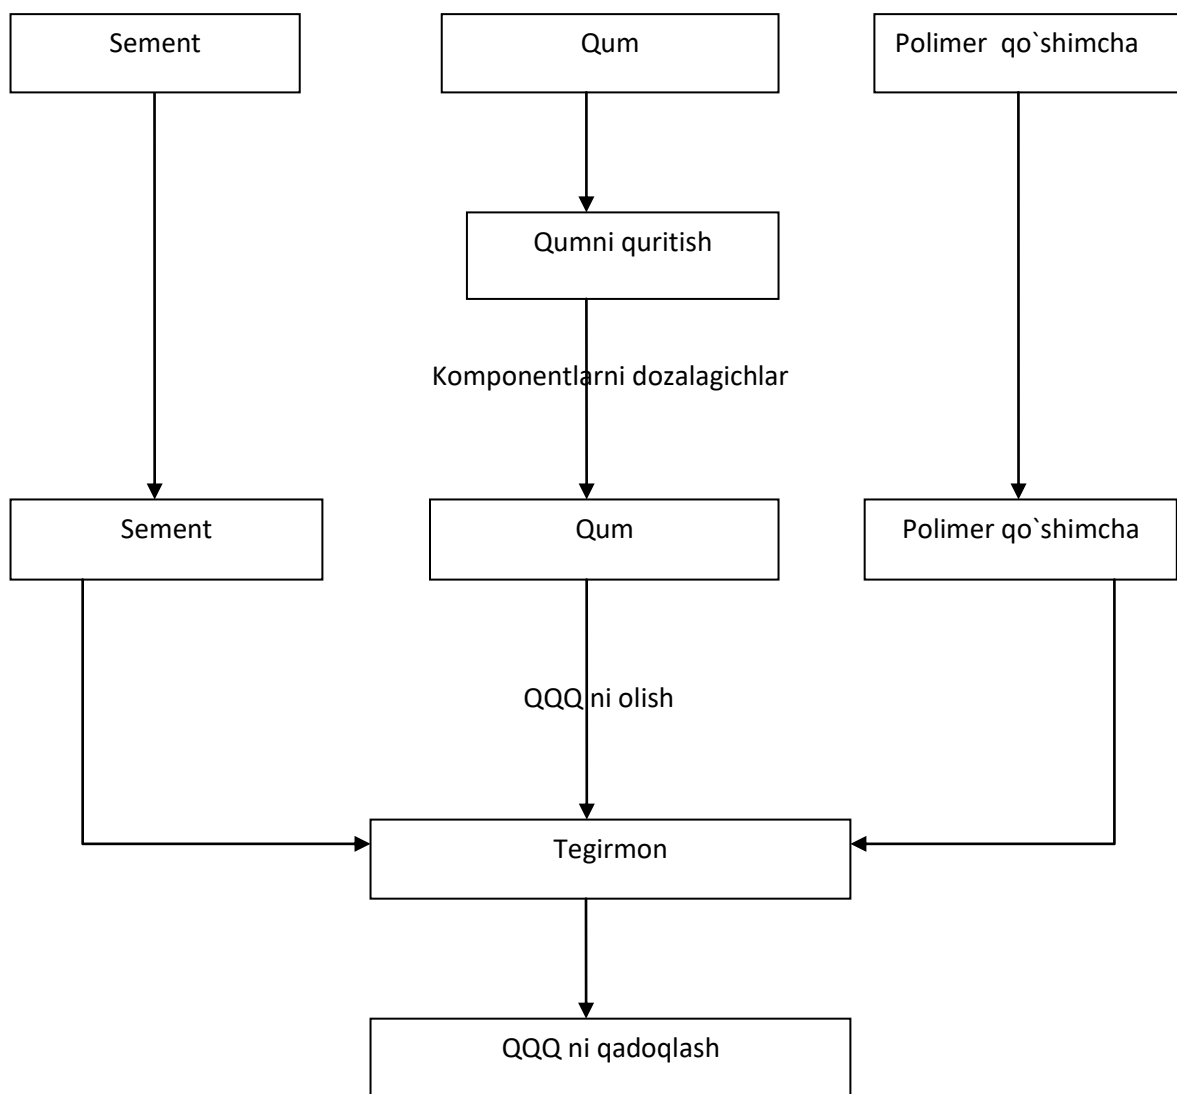 Sement
Qum
Polimer qo`shimcha
Qumni quritish
Komponentlarni dozalagichlar
Sement
Qum
Polimer qo`shimcha
QQQ ni olish
Tegirmon
QQQ ni qadoqlash